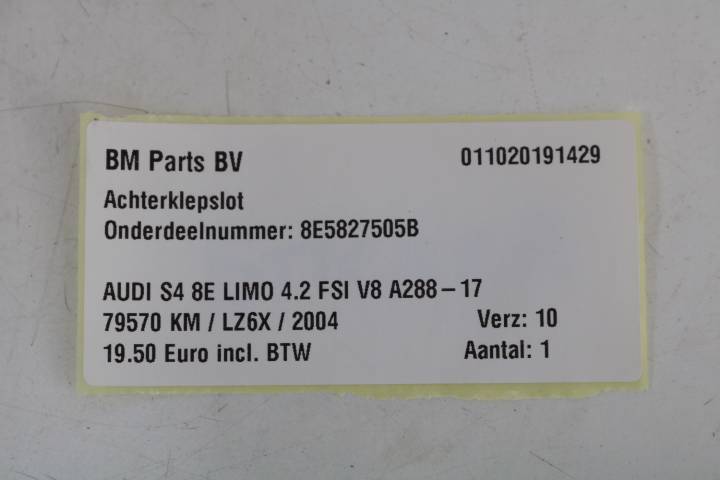 BM Parts BV 011020191429
Achterklepslot
Onderdeelnummer: 8E5827505B
AUDI S4 8E LIMO 4.2 FSI V8 A288-17
79570 KM / LZ6X / 2004 Verz: 10
19.50 Euro incl. BTW Aantal: 1